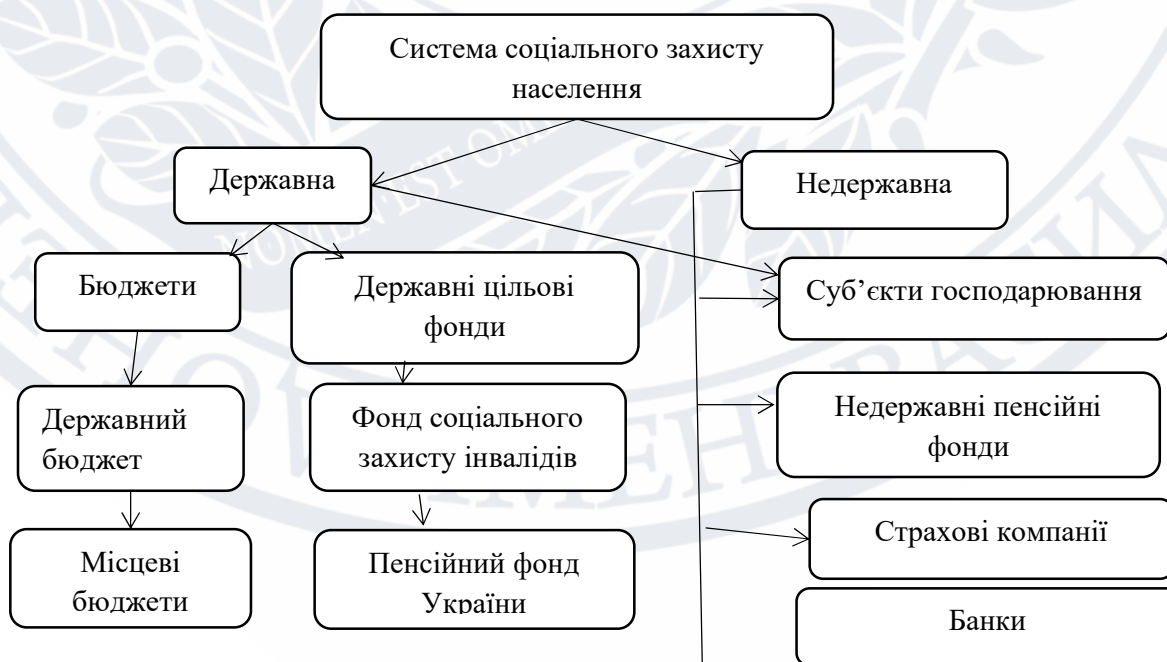 Система соціального захисту
населення
Державна
Недержавна
Бюджети
Державні цільові
фонди
Суб’єкти господарювання
Державний
бюджет
Фонд соціального
захисту інвалідів
Недержавні пенсійні
фонди
Місцеві
бюджети
Пенсійний фонд
України
Страхові компанії
Банки